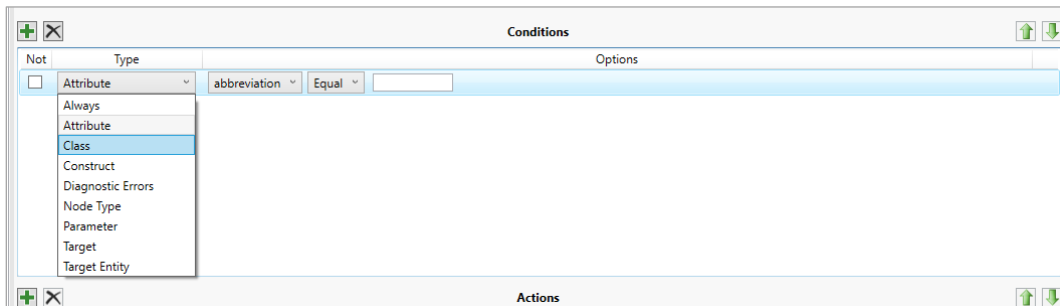 Conditions
Not Type Options
Attribute abbreviation Equal
Always
Attribute
Class
Construct
Diagnostic Errors
Node Type
Parameter
Target
Target Entity
Actions